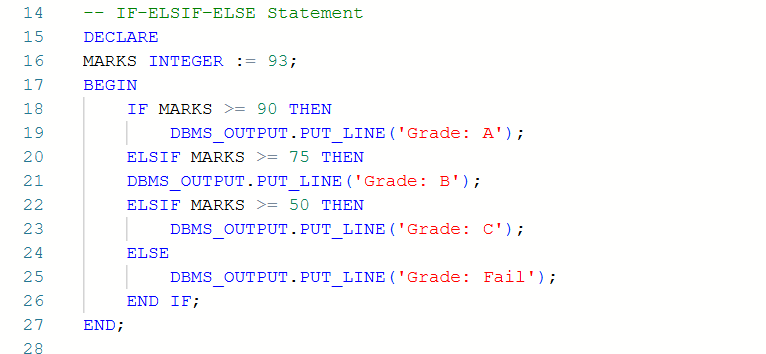 14 -- IF-ELSIF-ELSE Statement
15 DECLARE
16 MARKS INTEGER := 93;
17 BEGIN
18 IF MARKS >= 90 THEN
19 DBMS_OUTPUT.PUT_LINE('Grade: A');
20 ELSIF MARKS >= 75 THEN
21 DBMS_OUTPUT.PUT_LINE('Grade: B');
22 ELSIF MARKS >= 50 THEN
23 DBMS_OUTPUT.PUT_LINE('Grade: C');
24 ELSE
25 DBMS_OUTPUT.PUT_LINE('Grade: Fail');
26 END IF;
27 END;
28